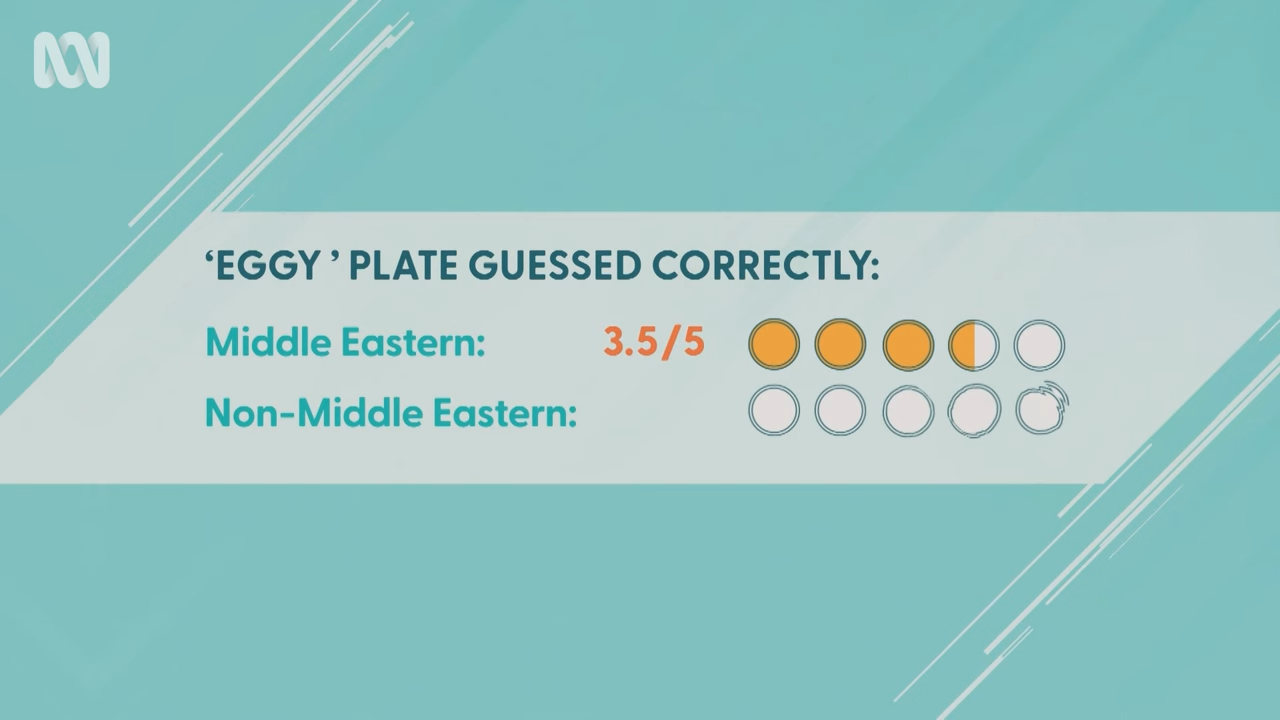 ‘EGGY ’ PLATE GUESSED CORRECTLY:
Middle Eastern: 3.5/5
Non-Middle Eastern: